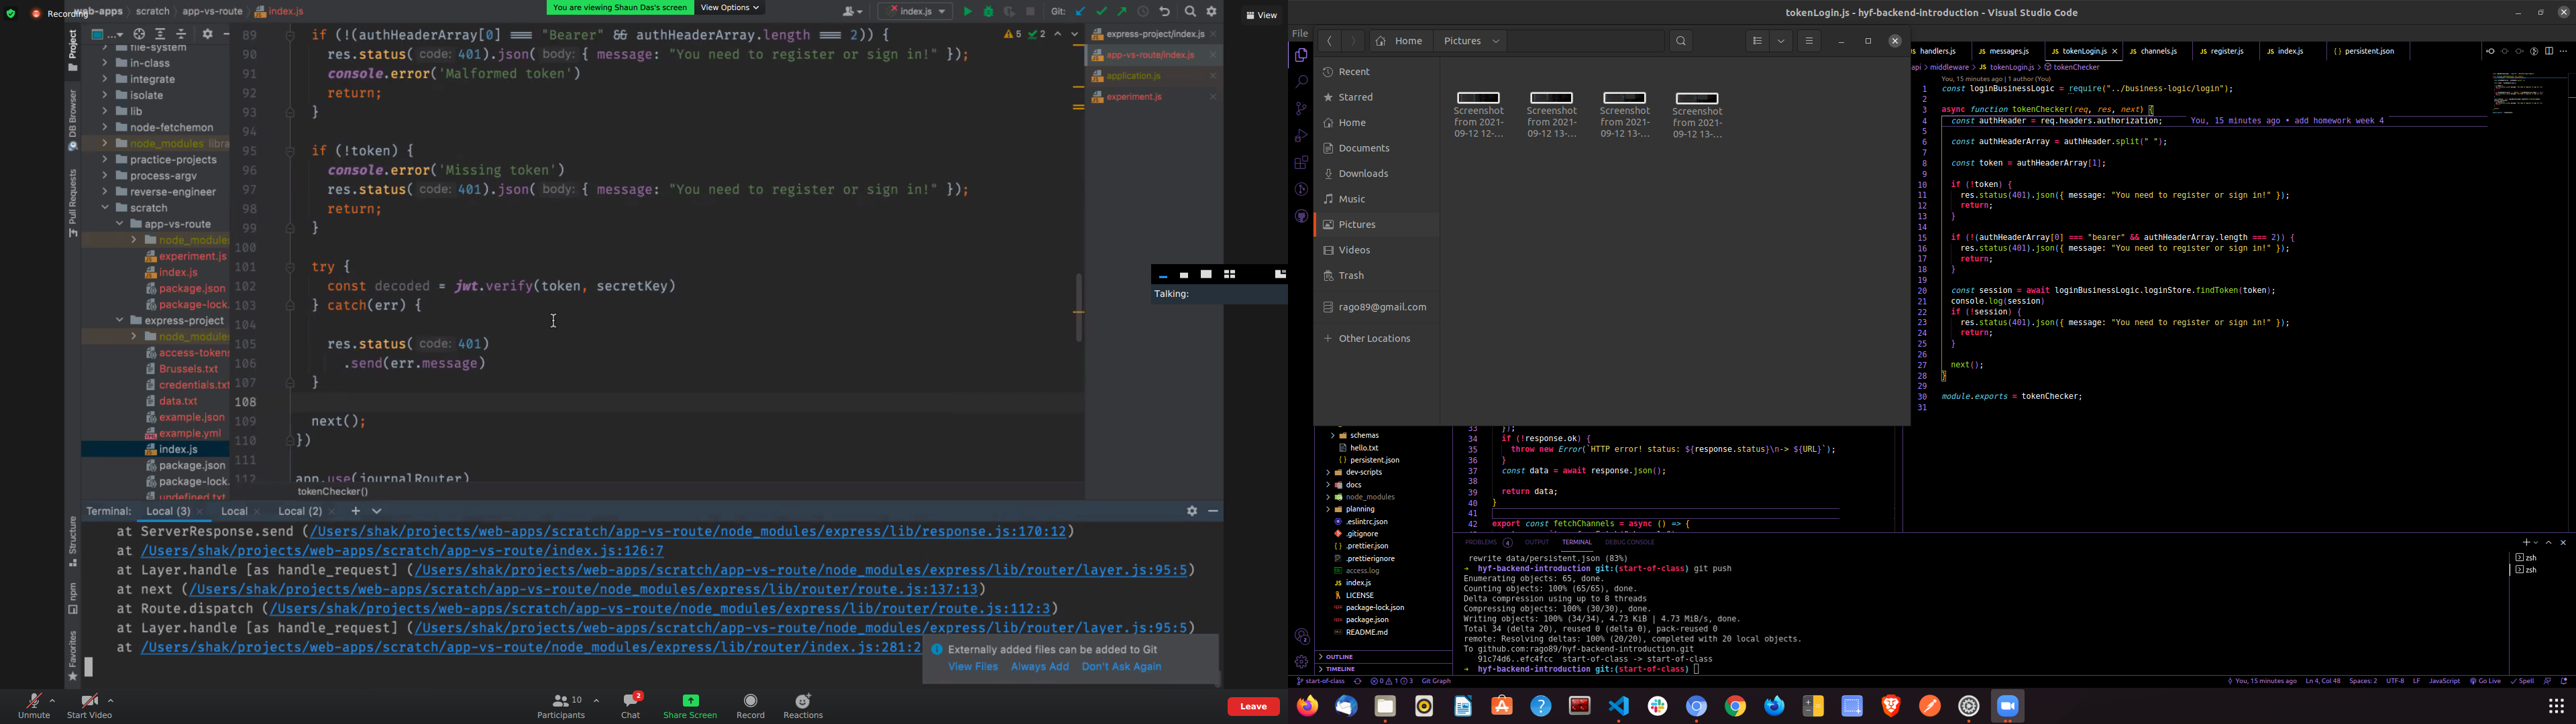 Recording
web-apps scratch app-vs-route index.js
You are viewing Shaun Das's screen View Options
index.js Git:
View
Project
DB Browser
Pull Requests
Structure
npm
Favorites
file-system
in-class
integrate
isolate
lib
node-fetchemon
node_modules libra
practice-projects
process-argv
reverse-engineer
scratch
app-vs-route
node_modules
experiment.js
index.js
package.json
package-lock.
express-project
node_modules
access-tokens
Brussels.txt
credentials.txt
data.txt
example.json
example.yml
index.js
package.json
package-lock.
undefined.txt
5 2
89 if (!(authHeaderArray[0] === "Bearer" && authHeaderArray.length === 2)) {
90 res.status( code: 401).json( body: { message: "You need to register or sign in!" });
91 console.error('Malformed token')
92 return;
93 }
94
95 if (!token) {
96 console.error('Missing token')
97 res.status( code: 401).json( body: { message: "You need to register or sign in!" });
98 return;
99 }
100
101 try {
102 const decoded = jwt.verify(token, secretKey)
103 } catch(err) {
104
105 res.status( code: 401)
106 .send(err.message)
107 }
108
109 next();
110 })
111
112 app.use(journalRouter)
tokenChecker()
express-project/index.js
app-vs-route/index.js
application.js
experiment.js
Terminal: Local (3) Local Local (2)
at ServerResponse.send (/Users/shak/projects/web-apps/scratch/app-vs-route/node_modules/express/lib/response.js:170:12)
at /Users/shak/projects/web-apps/scratch/app-vs-route/index.js:126:7
at Layer.handle [as handle_request] (/Users/shak/projects/web-apps/scratch/app-vs-route/node_modules/express/lib/router/layer.js:95:5)
at next (/Users/shak/projects/web-apps/scratch/app-vs-route/node_modules/express/lib/router/route.js:137:13)
at Route.dispatch (/Users/shak/projects/web-apps/scratch/app-vs-route/node_modules/express/lib/router/route.js:112:3)
at Layer.handle [as handle_request] (/Users/shak/projects/web-apps/scratch/app-vs-route/node_modules/express/lib/router/layer.js:95:5)
at /Users/shak/projects/web-apps/scratch/app-vs-route/node_modules/express/lib/router/index.js:281:2
Externally added files can be added to Git
View Files Always Add Don't Ask Again
Talking:
Unmute Start Video Participants 10 Chat 2 Share Screen Record Reactions Leave
tokenLogin.js - hyf-backend-introduction - Visual Studio Code
File
Home Pictures
Recent
Starred
Home
Documents
Downloads
Music
Pictures
Videos
Trash
rago89@gmail.com
Other Locations
Screenshot from 2021-09-12 12-...
Screenshot from 2021-09-12 13-...
Screenshot from 2021-09-12 13-...
Screenshot from 2021-09-12 13-...
handlers.js messages.js tokenLogin.js channels.js register.js index.js persistent.json
api > middleware > tokenLogin.js > tokenChecker
You, 15 minutes ago | 1 author (You)
1 const loginBusinessLogic = require("../business-logic/login");
2
3 async function tokenChecker(req, res, next) {
4 const authHeader = req.headers.authorization; You, 15 minutes ago • add homework week 4
5
6 const authHeaderArray = authHeader.split(" ");
7
8 const token = authHeaderArray[1];
9
10 if (!token) {
11 res.status(401).json({ message: "You need to register or sign in!" });
12 return;
13 }
14
15 if (!(authHeaderArray[0] === "bearer" && authHeaderArray.length === 2)) {
16 res.status(401).json({ message: "You need to register or sign in!" });
17 return;
18 }
19
20 const session = await loginBusinessLogic.loginStore.findToken(token);
21 console.log(session)
22 if (!session) {
23 res.status(401).json({ message: "You need to register or sign in!" });
24 return;
25 }
26
27 next();
28 }
29
30 module.exports = tokenChecker;
31
schemas
hello.txt
persistent.json
dev-scripts
docs
node_modules
planning
.eslintrc.json
.gitignore
.prettier.json
.prettierignore
access.log
index.js
LICENSE
package-lock.json
package.json
README.md
OUTLINE
TIMELINE
33 });
34 if (!response.ok) {
35 throw new Error(`HTTP error! status: ${response.status}\n-> ${URL}`);
36 }
37 const data = await response.json();
38
39 return data;
40 }
41
42 export const fetchChannels = async () => {
PROBLEMS 4 OUTPUT TERMINAL DEBUG CONSOLE
rewrite data/persistent.json (83%)
→ hyf-backend-introduction git:(start-of-class) git push
Enumerating objects: 65, done.
Counting objects: 100% (65/65), done.
Delta compression using up to 8 threads
Compressing objects: 100% (30/30), done.
Writing objects: 100% (34/34), 4.73 KiB | 4.73 MiB/s, done.
Total 34 (delta 20), reused 0 (delta 0), pack-reused 0
remote: Resolving deltas: 100% (20/20), completed with 20 local objects.
To github.com:rago89/hyf-backend-introduction.git
91c74d6..efc4fcc start-of-class -> start-of-class
→ hyf-backend-introduction git:(start-of-class)
zsh
zsh
start-of-class 0 1 3 Git Graph
You, 15 minutes ago Ln 4, Col 48 Spaces: 2 UTF-8 LF JavaScript Go Live Spell